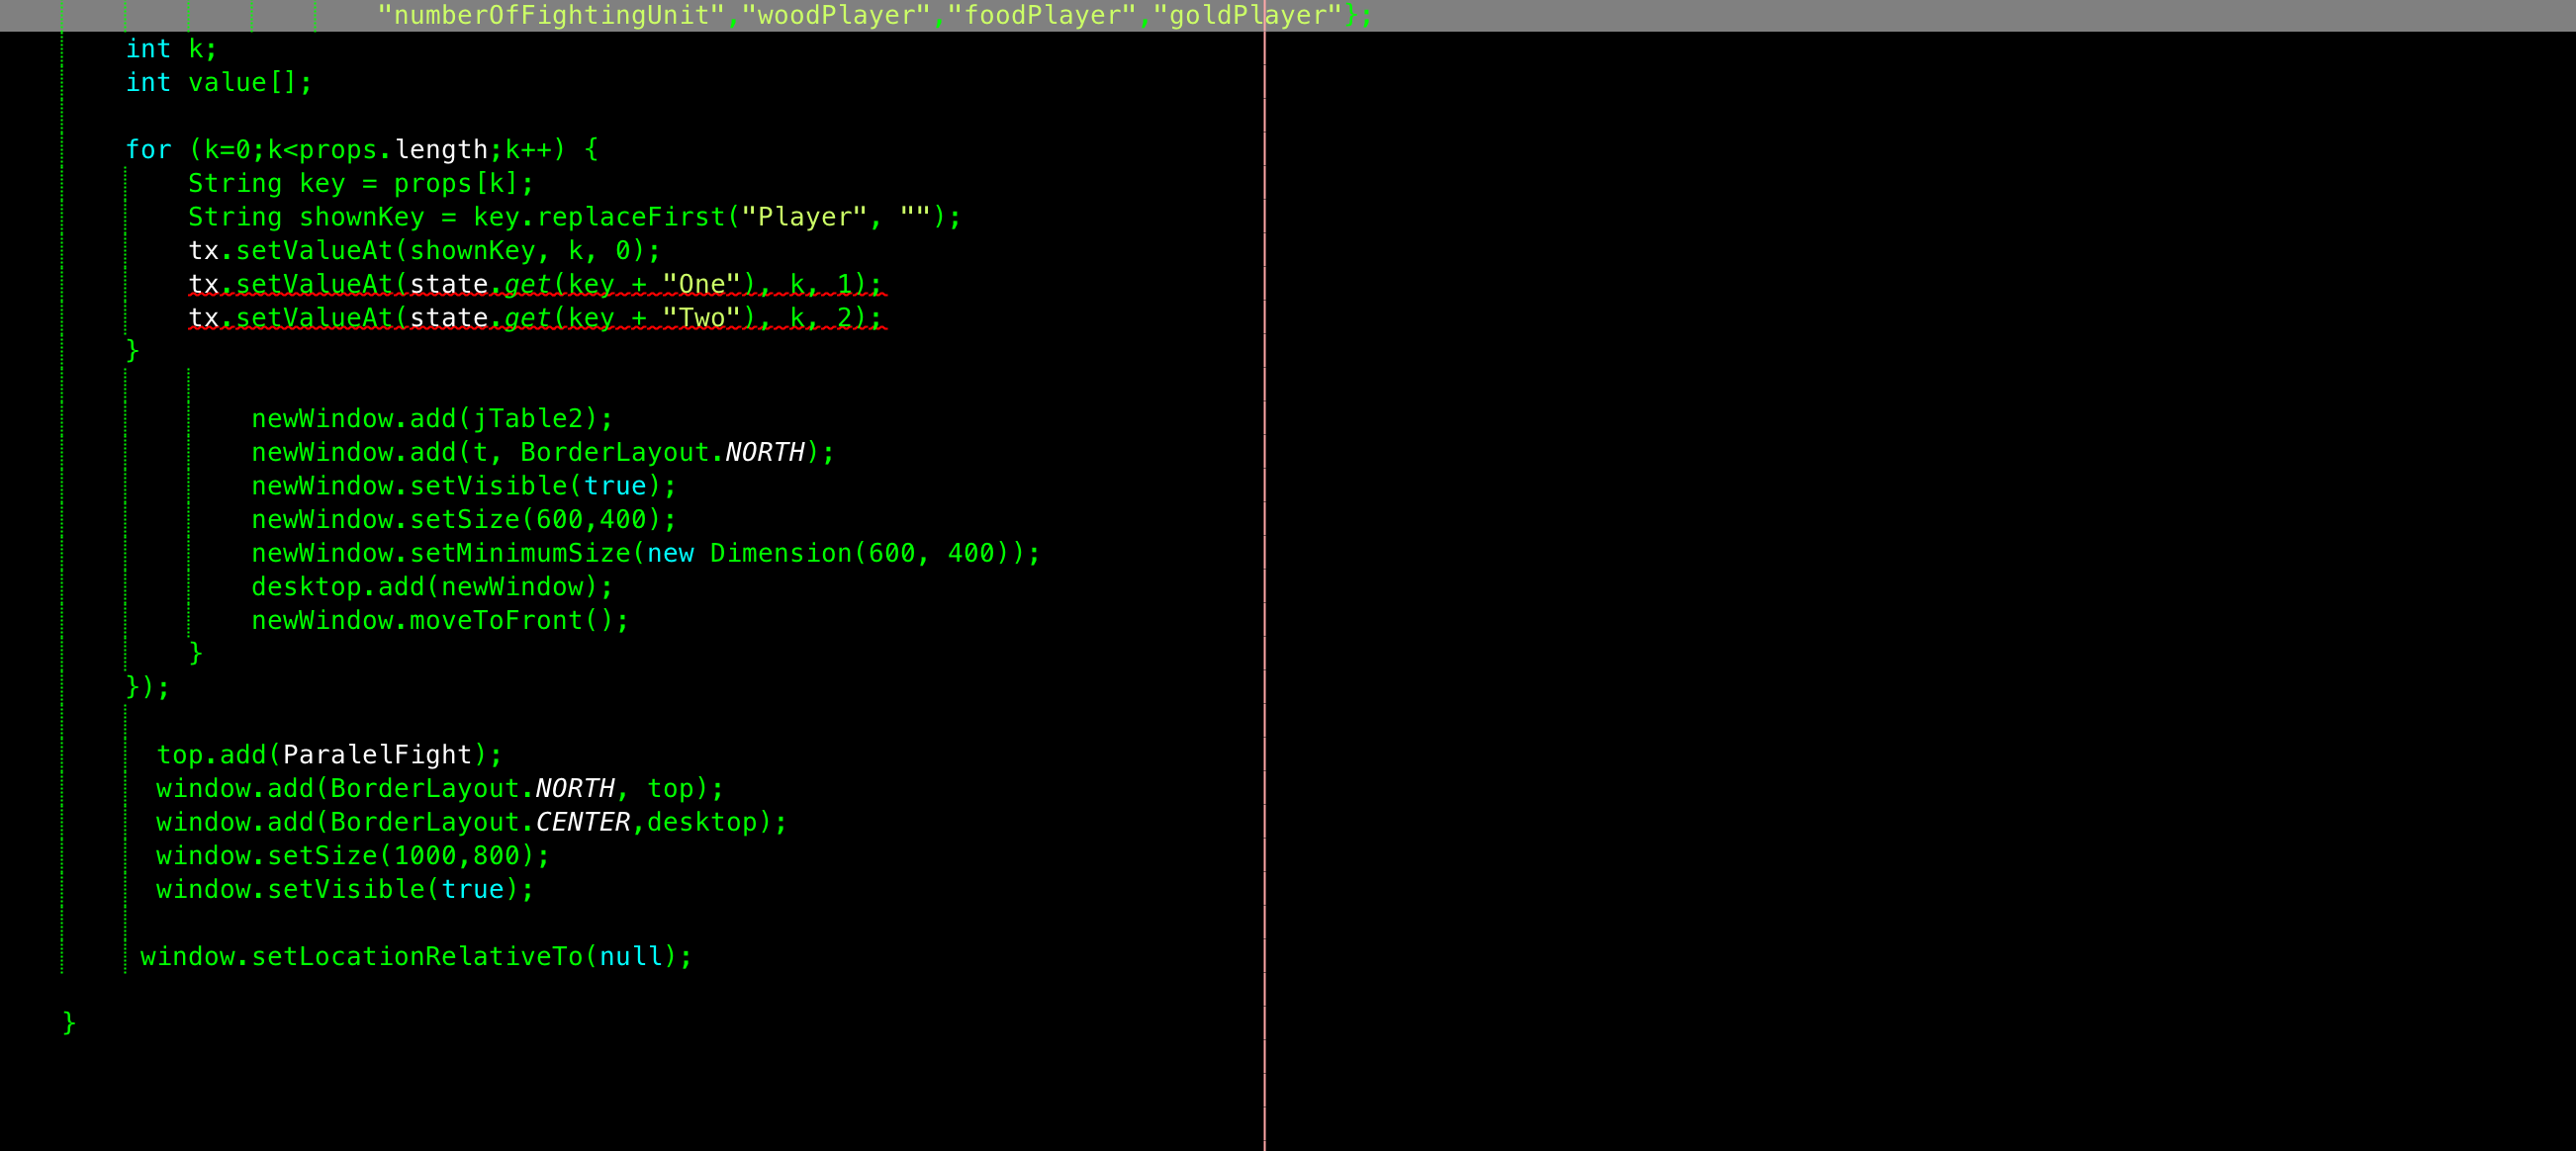 "numberOfFightingUnit","woodPlayer","foodPlayer","goldPlayer"};
int k;
int value[];
for (k=0;k<props.length;k++) {
String key = props[k];
String shownKey = key.replaceFirst("Player", "");
tx.setValueAt(shownKey, k, 0);
tx.setValueAt(state.get(key + "One"), k, 1);
tx.setValueAt(state.get(key + "Two"), k, 2);
}
newWindow.add(jTable2);
newWindow.add(t, BorderLayout.NORTH);
newWindow.setVisible(true);
newWindow.setSize(600,400);
newWindow.setMinimumSize(new Dimension(600, 400));
desktop.add(newWindow);
newWindow.moveToFront();
}
});
top.add(ParalelFight);
window.add(BorderLayout.NORTH, top);
window.add(BorderLayout.CENTER,desktop);
window.setSize(1000,800);
window.setVisible(true);
window.setLocationRelativeTo(null);
}